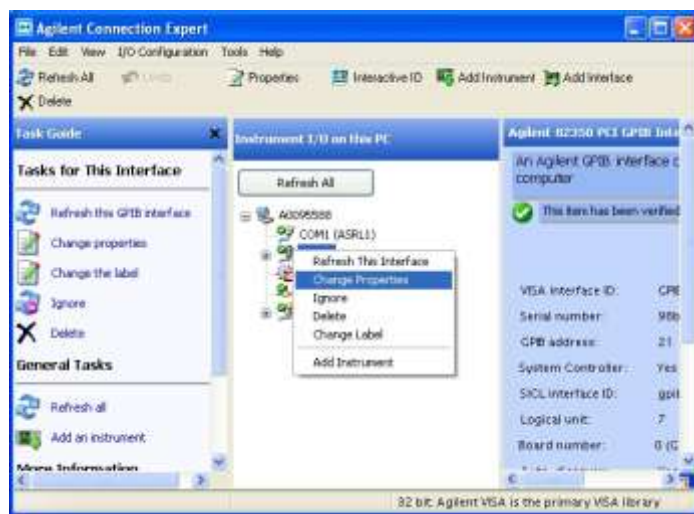 Agilent Connection Expert
File Edit View I/O Configuration Tools Help
Refresh All Undo Properties Interactive IO Add Instrument Add Interface
Delete
Task Guide
Tasks for This Interface
Refresh this GPIB interface
Change properties
Change the label
Ignore
Delete
General Tasks
Refresh all
Add an instrument
More Information
Instrument I/O on this PC
Refresh All
COM1 (ASRL1)
Refresh This Interface
Change Properties
Ignore
Delete
Change Label
Add Instrument
Agilent 82350 PCI GPIB Inte
An Agilent GPIB interface c
computer
This item has been verified
VISA interface ID:
Serial number:
GPIB address: 21
System Controller: Yes
SICL interface ID: gpib
Logical unit: 7
Board number: 0 (G
32 bit Agilent VISA is the primary VISA library